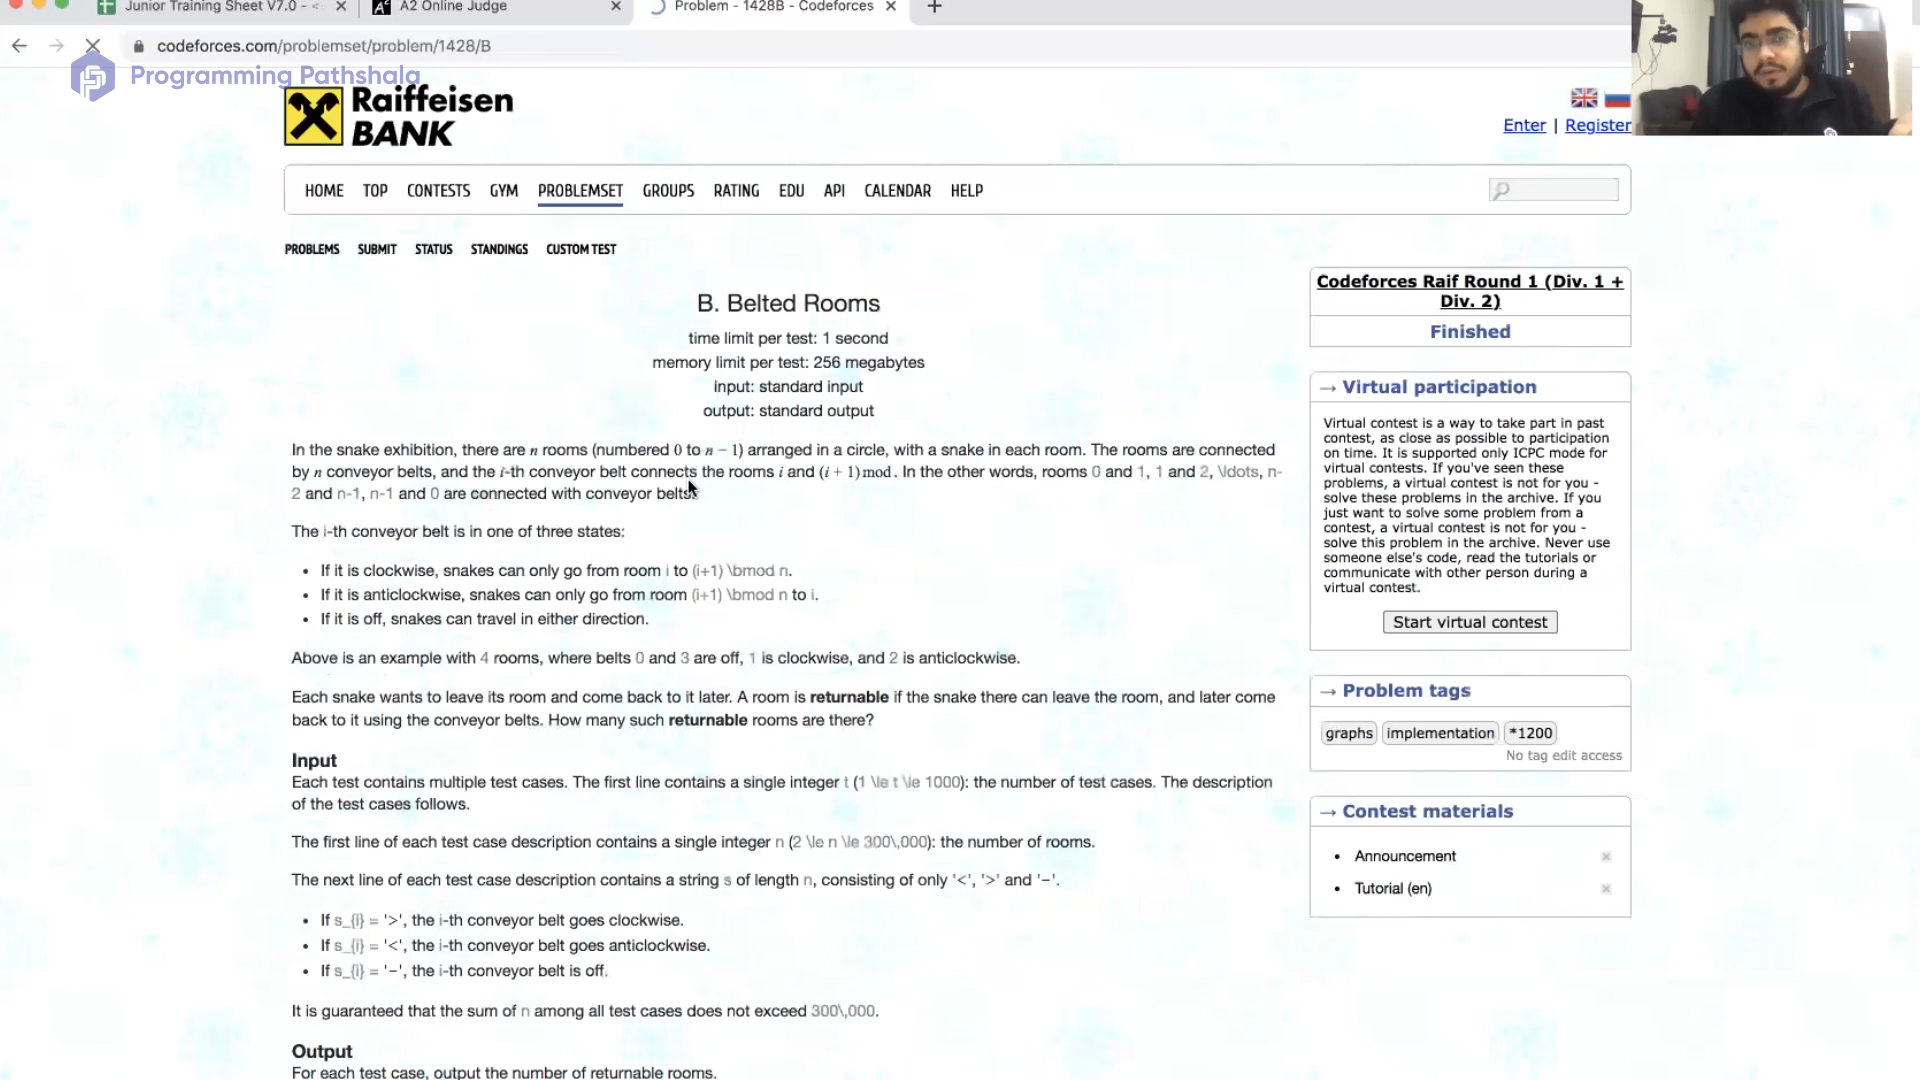 Junior Training Sheet V7.0 - <
A2 Online Judge
Problem - 1428B - Codeforces
codeforces.com/problemset/problem/1428/B
Programming Pathshala
Raiffeisen
BANK
Enter | Register
HOME TOP CONTESTS GYM PROBLEMSET GROUPS RATING EDU API CALENDAR HELP
PROBLEMS SUBMIT STATUS STANDINGS CUSTOM TEST
B. Belted Rooms
time limit per test: 1 second
memory limit per test: 256 megabytes
input: standard input
output: standard output
In the snake exhibition, there are n rooms (numbered 0 to n − 1) arranged in a circle, with a snake in each room. The rooms are connected
by n conveyor belts, and the i-th conveyor belt connects the rooms i and (i + 1) mod . In the other words, rooms 0 and 1, 1 and 2, \ldots, n-
2 and n-1, n-1 and 0 are connected with conveyor belts.
The i-th conveyor belt is in one of three states:
• If it is clockwise, snakes can only go from room i to (i+1) \bmod n.
• If it is anticlockwise, snakes can only go from room (i+1) \bmod n to i.
• If it is off, snakes can travel in either direction.
Above is an example with 4 rooms, where belts 0 and 3 are off, 1 is clockwise, and 2 is anticlockwise.
Each snake wants to leave its room and come back to it later. A room is returnable if the snake there can leave the room, and later come
back to it using the conveyor belts. How many such returnable rooms are there?
Input
Each test contains multiple test cases. The first line contains a single integer t (1 \le t \le 1000): the number of test cases. The description
of the test cases follows.
The first line of each test case description contains a single integer n (2 \le n \le 300\,000): the number of rooms.
The next line of each test case description contains a string s of length n, consisting of only '<', '>' and '-'.
• If s_{i} = '>', the i-th conveyor belt goes clockwise.
• If s_{i} = '<', the i-th conveyor belt goes anticlockwise.
• If s_{i} = '-', the i-th conveyor belt is off.
It is guaranteed that the sum of n among all test cases does not exceed 300\,000.
Output
For each test case, output the number of returnable rooms.
Codeforces Raif Round 1 (Div. 1 +
Div. 2)
Finished
→ Virtual participation
Virtual contest is a way to take part in past
contest, as close as possible to participation
on time. It is supported only ICPC mode for
virtual contests. If you've seen these
problems, a virtual contest is not for you -
solve these problems in the archive. If you
just want to solve some problem from a
contest, a virtual contest is not for you -
solve this problem in the archive. Never use
someone else's code, read the tutorials or
communicate with other person during a
virtual contest.
Start virtual contest
→ Problem tags
graphs implementation *1200
No tag edit access
→ Contest materials
• Announcement
• Tutorial (en)